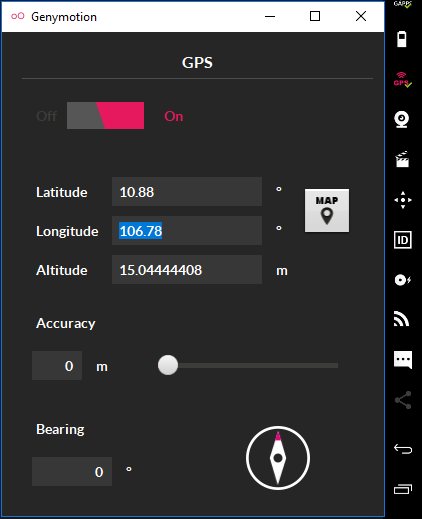 Genymotion
GAPPS
GPS
GPS
Off On
Latitude 10.88 °
MAP
Longitude 106.78 °
Altitude 15.04444408 m
ID
Accuracy
0 m
Bearing
0 °